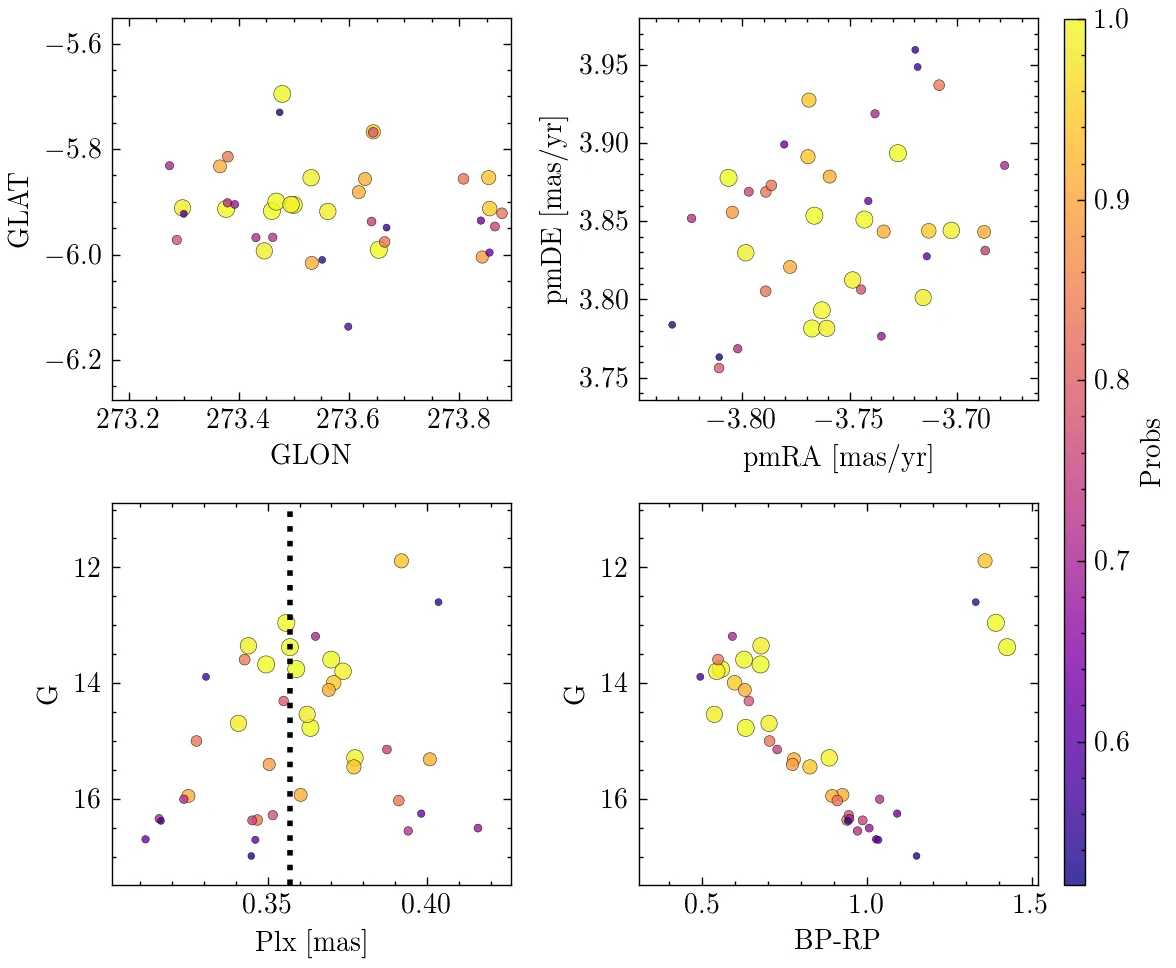 −5.6
−5.8
−6.0
−6.2
GLAT
273.2 273.4 273.6 273.8
GLON
3.95
3.90
3.85
3.80
3.75
pmDE [mas/yr]
−3.80 −3.75 −3.70
pmRA [mas/yr]
12
14
16
G
0.35 0.40
Plx [mas]
12
14
16
G
0.5 1.0 1.5
BP-RP
1.0
0.9
0.8
0.7
0.6
Probs